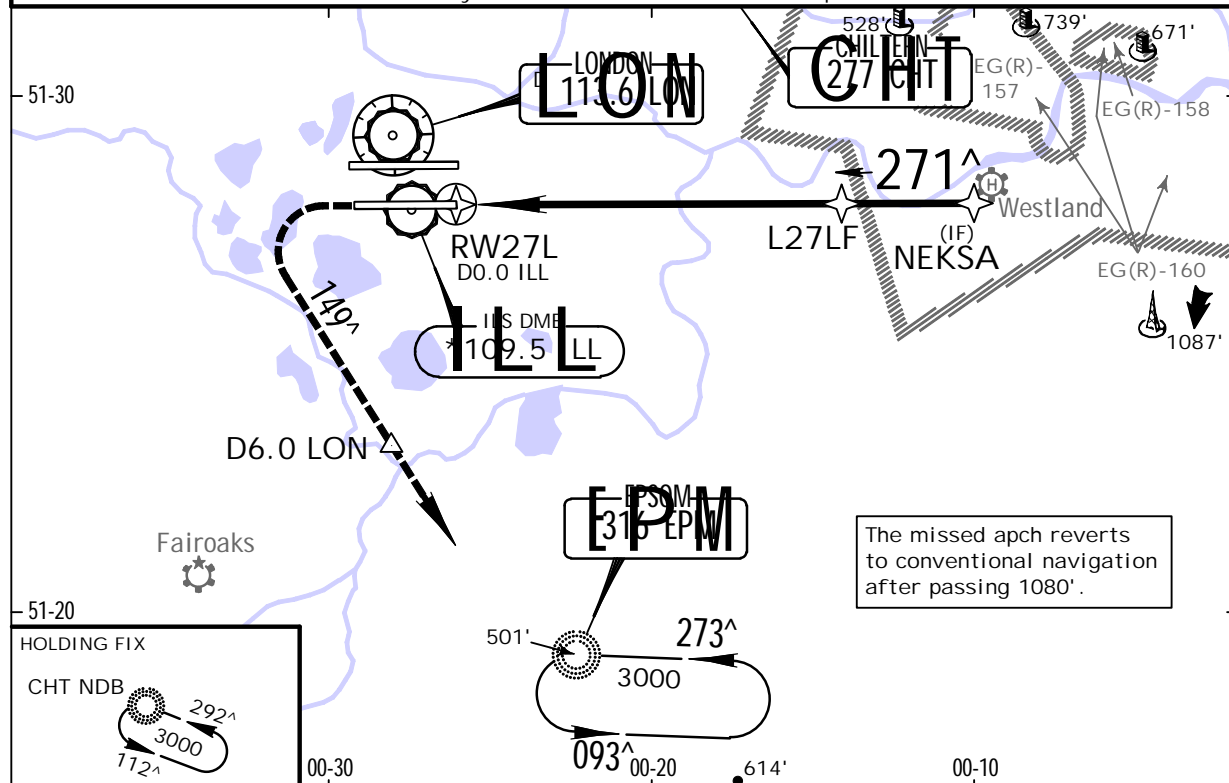 528'
739'
671'
LONDON
D 113.6 LON
LON
CHILTERN
277 CHT
CHT
EG(R)-
157
EG(R)-158
51-30
271^
Westland
L27LF
(IF)
NEKSA
RW27L
D0.0 ILL
EG(R)-160
149^
ILS DME
*109.5 ILL
ILL
1087'
D6.0 LON
EPSOM
316 EPM
EPM
The missed apch reverts
to conventional navigation
after passing 1080'.
Fairoaks
51-20
HOLDING FIX
501'
273^
3000
CHT NDB
292^
3000
112^
093^
00-30
00-20
614'
00-10